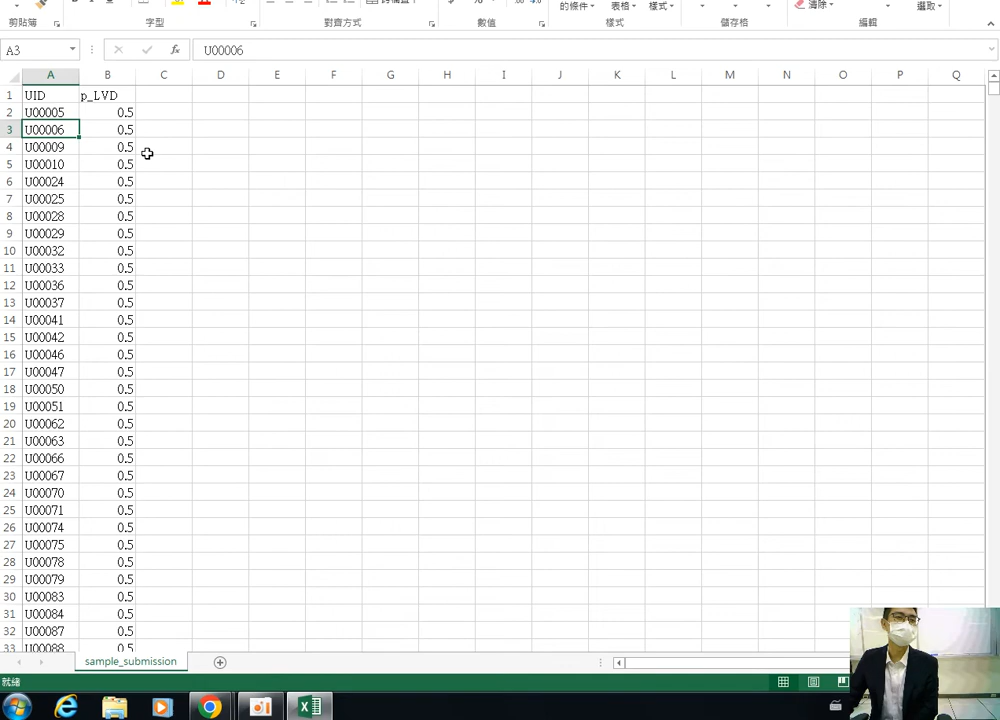 的條件 表格 樣式 清除 選取
剪貼簿 字型 對齊方式 數值 樣式 儲存格 編輯
A3 fx U00006
A B C D E F G H I J K L M N O P Q
1 UID p_LVD
2 U00005 0.5
3 U00006 0.5
4 U00009 0.5
5 U00010 0.5
6 U00024 0.5
7 U00025 0.5
8 U00028 0.5
9 U00029 0.5
10 U00032 0.5
11 U00033 0.5
12 U00036 0.5
13 U00037 0.5
14 U00041 0.5
15 U00042 0.5
16 U00046 0.5
17 U00047 0.5
18 U00050 0.5
19 U00051 0.5
20 U00062 0.5
21 U00063 0.5
22 U00066 0.5
23 U00067 0.5
24 U00070 0.5
25 U00071 0.5
26 U00074 0.5
27 U00075 0.5
28 U00078 0.5
29 U00079 0.5
30 U00083 0.5
31 U00084 0.5
32 U00087 0.5
33 U00088 0.5
sample_submission
就緒